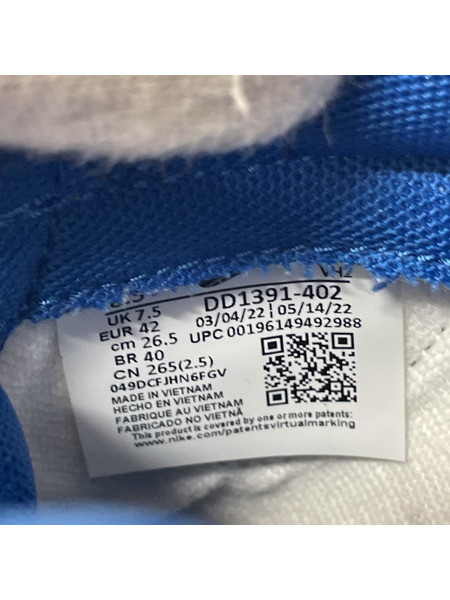 UK 7.5
EUR 42
cm 26.5
BR 40
CN 265(2.5)
049DCFJHN6FGV
DD1391-402
03/04/22 | 05/14/22
UPC 00196149492988
MADE IN VIETNAM
HECHO EN VIETNAM
FABRIQUE AU VIETNAM
FABRICADO NO VIETNÃ
This product is covered by one or more patents.
www.nike.com/patentsvirtualmarking